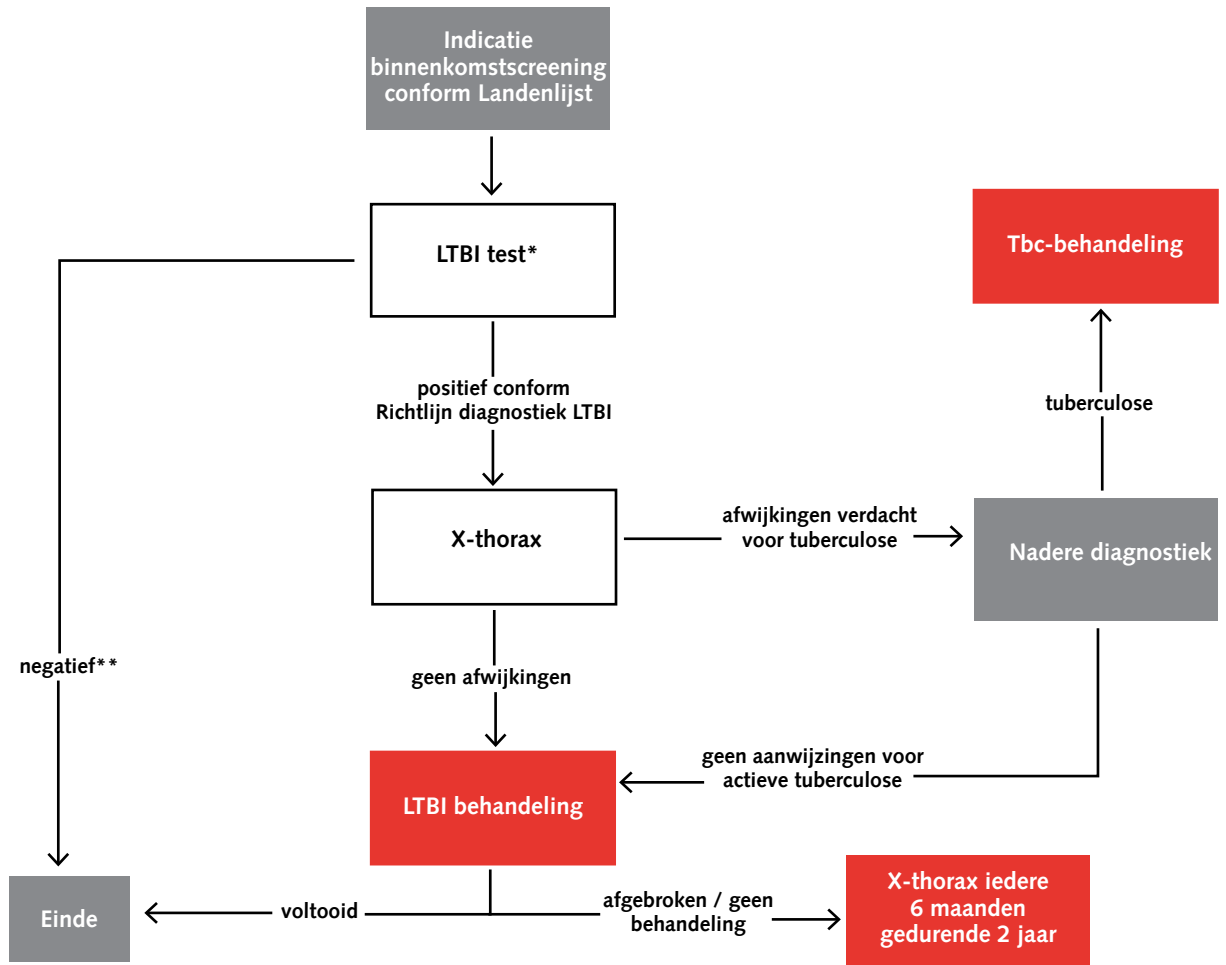 Indicatie
binnenkomstscreening
conform Landenlijst
LTBI test*
Tbc-behandeling
positief conform
Richtlijn diagnostiek LTBI
tuberculose
X-thorax
afwijkingen verdacht
voor tuberculose
Nadere diagnostiek
negatief**
geen afwijkingen
geen aanwijzingen voor
actieve tuberculose
LTBI behandeling
Einde
voltooid
afgebroken / geen
behandeling
X-thorax iedere
6 maanden
gedurende 2 jaar